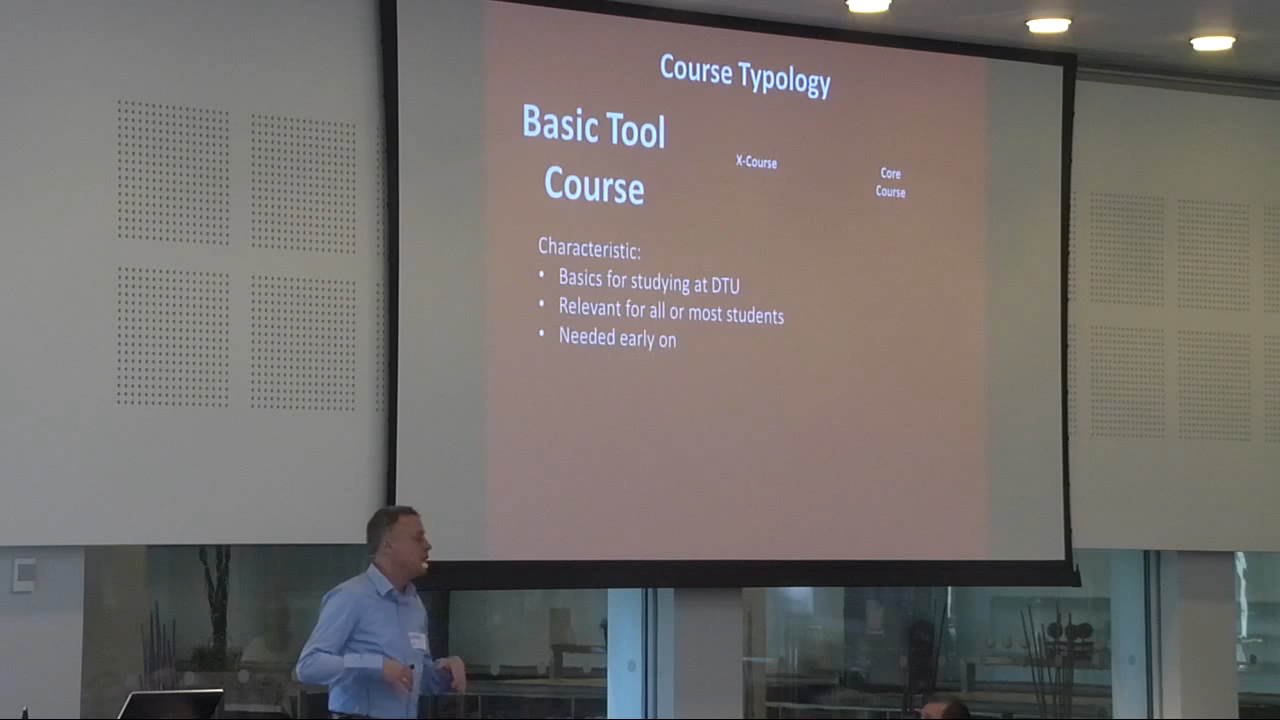 Course Typology
Basic Tool
Course
X-Course
Core
Course
Characteristic:
• Basics for studying at DTU
• Relevant for all or most students
• Needed early on